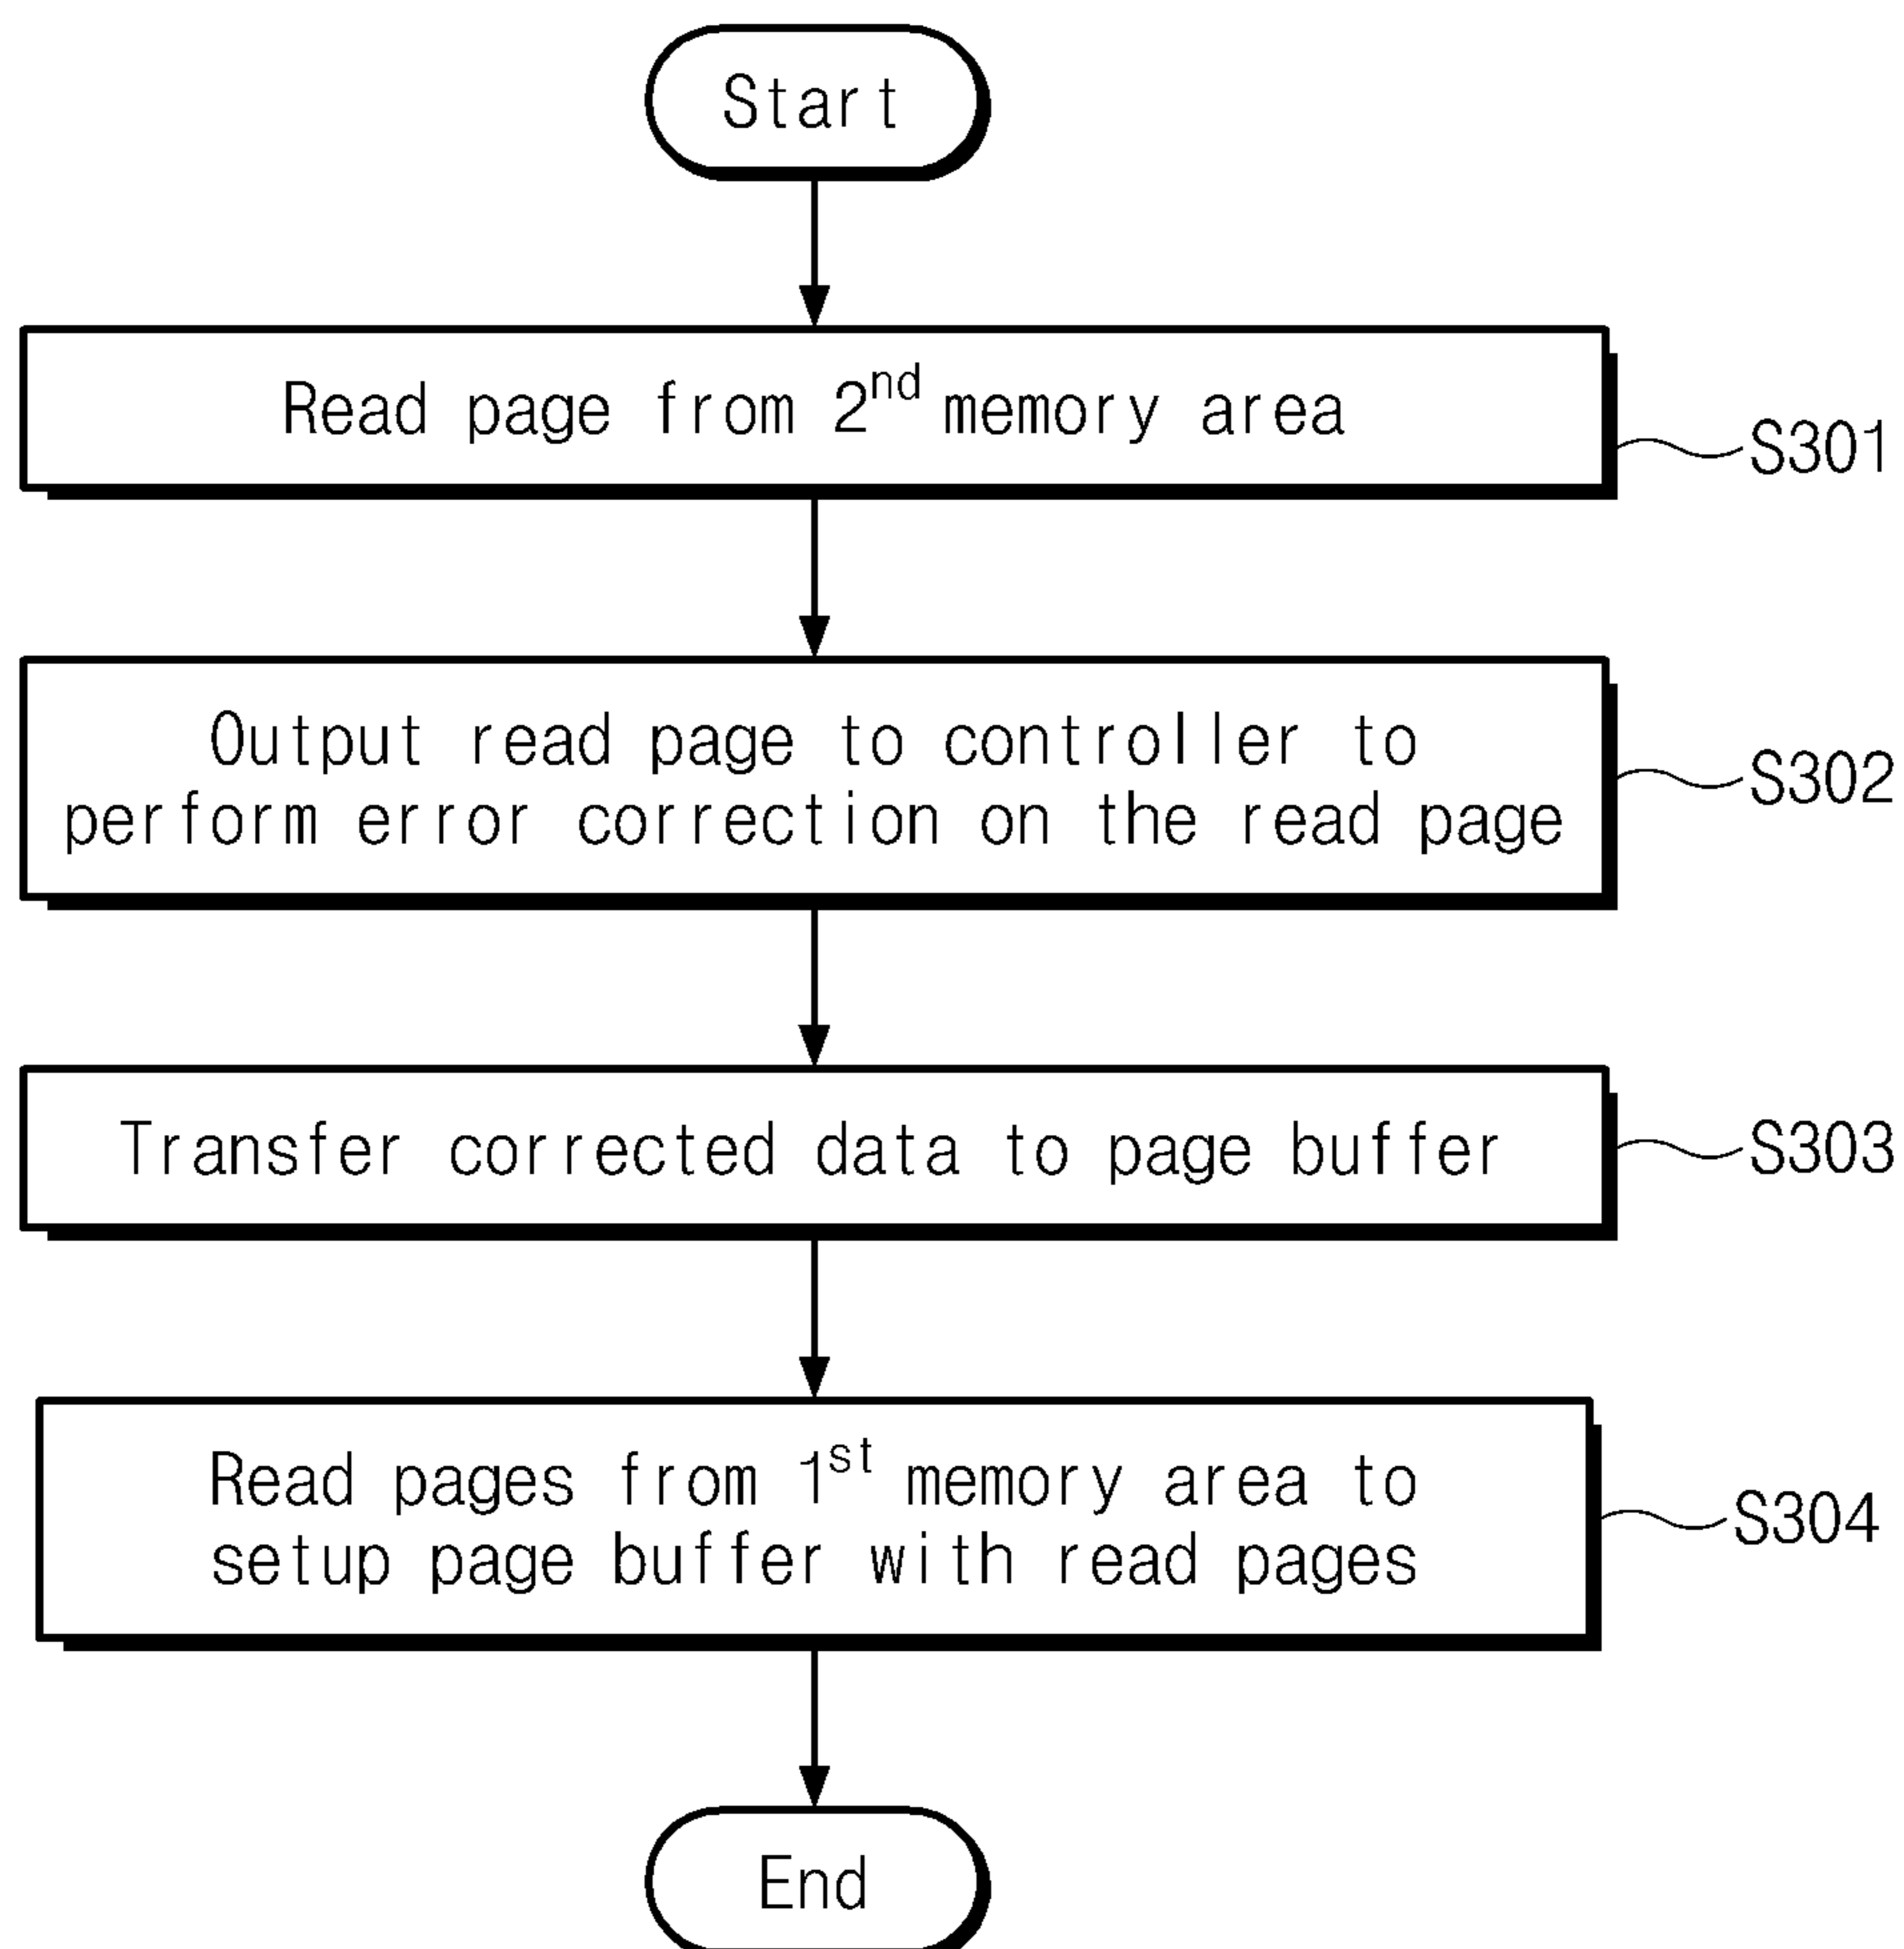 Start
Read page from 2nd memory area
S301
Output read page to controller to
perform error correction on the read page
S302
Transfer corrected data to page buffer
S303
Read pages from 1st memory area to
setup page buffer with read pages
S304
End